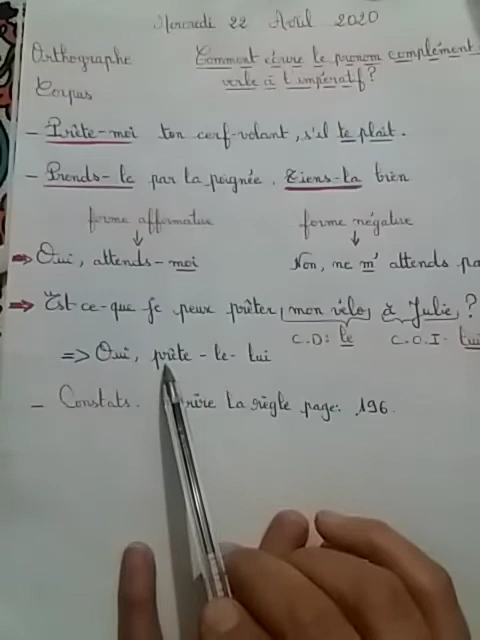 Mercredi 22 Avril 2020
Orthographe Comment écrire le pronom complément
verbe à l'impératif?
Corpus
- Prête-moi ton cerf-volant, s'il te plaît.
- Prends-le par la poignée. Tiens-la bien
forme affirmative forme négative
⇒ Oui, attends-moi Non, ne m'attends pa
⇒ Est-ce-que je peux prêter mon vélo à Julie ?
C.D: le C.O.I- lui
=> Oui, prête-le-lui
- Constats. rire la règle page: 196.